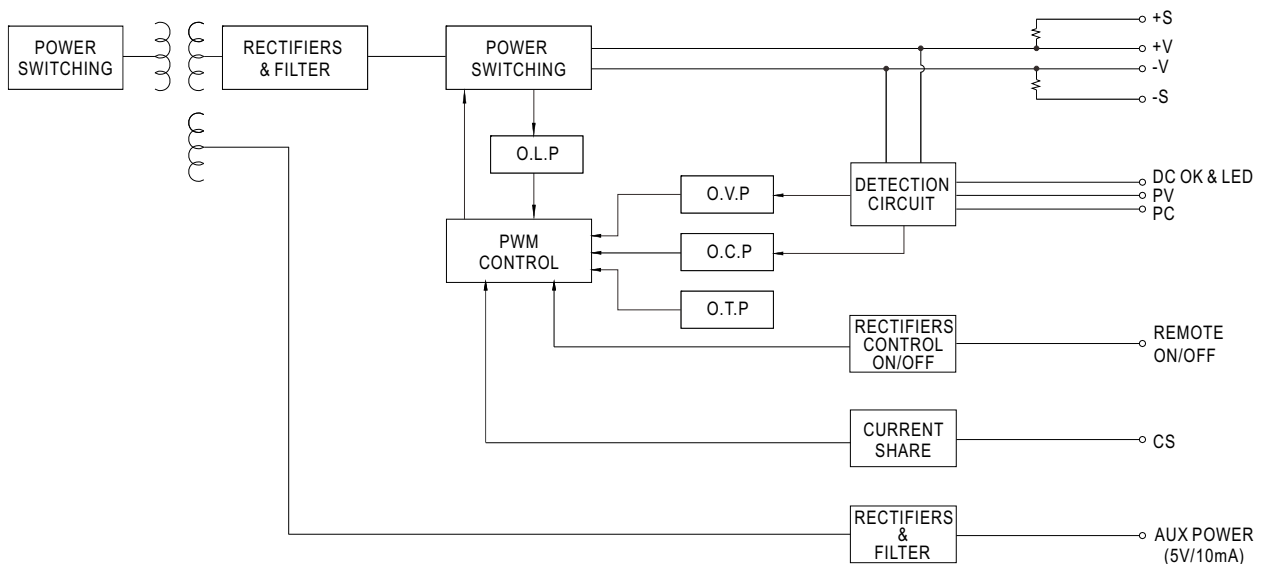 POWER
SWITCHING
RECTIFIERS
& FILTER
POWER
SWITCHING
+S
+V
-V
-S
O.L.P
O.V.P
DETECTION
CIRCUIT
DC OK & LED
PV
PC
PWM
CONTROL
O.C.P
O.T.P
RECTIFIERS
CONTROL
ON/OFF
REMOTE
ON/OFF
CURRENT
SHARE
CS
RECTIFIERS
&
FILTER
AUX POWER
(5V/10mA)